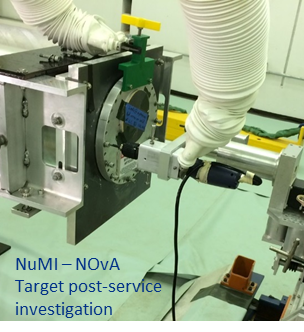 NuMI – NOvA
Target post-service
investigation